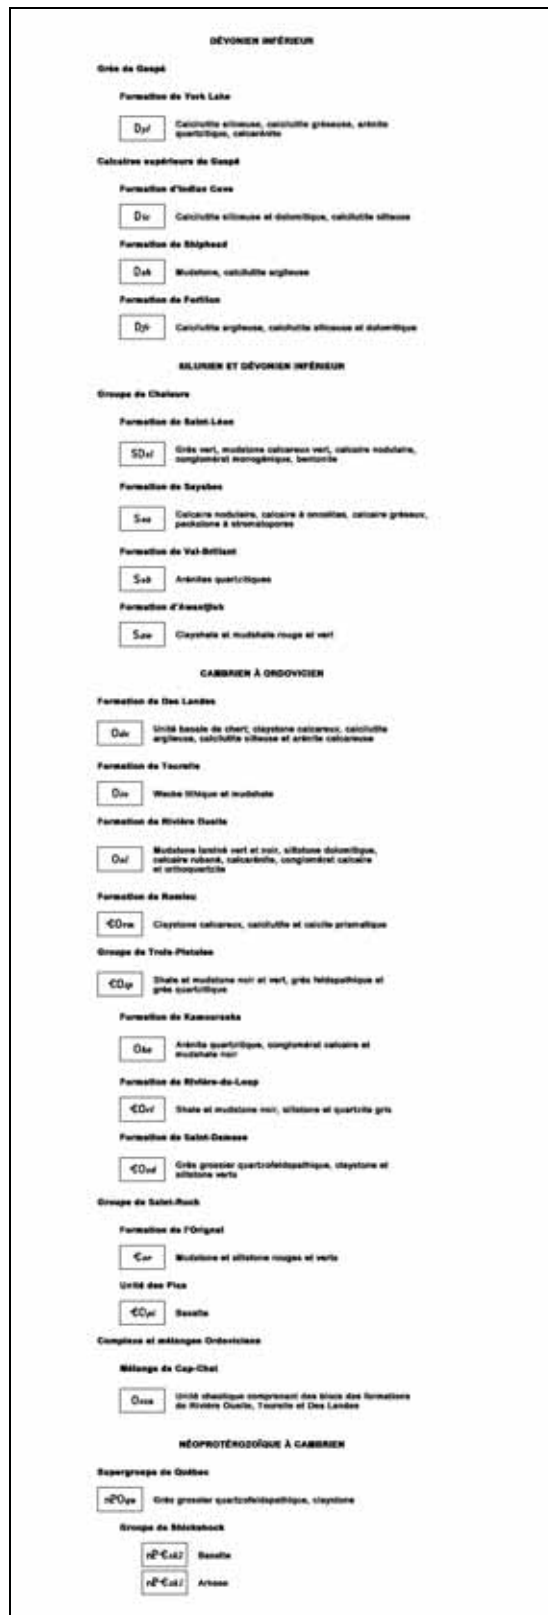 DÉVONIEN INFÉRIEUR
Grès de Gaspé
Formation de York Lake
Calcilutite siliceuse, calcilutite gréseuse, arénite
quartzitique, calcarénite
Calcaires supérieurs de Gaspé
Formation d'Indian Cove
Calcilutite siliceuse et dolomitique, calcilutite silteuse
Formation de Shiphead
Mudstone, calcilutite argileuse
Formation de Forillon
Calcilutite argileuse, calcilutite siliceuse et dolomitique
SILURIEN ET DÉVONIEN INFÉRIEUR
Groupe de Chaleurs
Formation de Saint-Léon
Grès vert, mudstone calcareux vert, calcaire nodulaire,
conglomérat monogénique, bentonite
Formation de Sayabec
Calcaire nodulaire, calcaire à oncolites, calcaire gréseux,
packstone à stromatopores
Formation de Val-Brillant
Arénites quartzitiques
Formation d'Awantjish
Clayshale et mudshale rouge et vert
CAMBRIEN À ORDOVICIEN
Formation de Des Landes
Unité basale de chert; claystone calcareux, calcilutite
argileuse, calcilutite silteuse et arénite calcareuse
Formation de Tourelle
Wacke lithique et mudshale
Formation de Rivière Ouelle
Mudstone laminé vert et noir, siltstone dolomitique,
calcaire rubané, calcarénite, conglomérat calcaire
et orthoquartzite
Formation de Romieu
Claystone calcareux, calcilutite et calcite prismatique
Groupe de Trois-Pistoles
Shale et mudstone noir et vert, grès feldspathique et
grès quartzitique
Formation de Kamouraska
Arénite quartzitique, conglomérat calcaire et
mudshale noir
Formation de Rivière-du-Loup
Shale et mudstone noir, siltstone et quartzite gris
Formation de Saint-Damase
Grès grossier quartzofeldspathique, claystone et
siltstone verts
Groupe de Saint-Roch
Formation de l'Orignal
Mudstone et siltstone rouges et verts
Unité des Pics
Basalte
Complexe et mélanges Ordoviciens
Mélange de Cap-Chat
Unité chaotique comprenant des blocs des formations
de Rivière Ouelle, Tourelle et Des Landes
NÉOPROTÉROZOÏQUE À CAMBRIEN
Supergroupe de Québec
Grès grossier quartzofeldspathique, claystone
Groupe de Shickshock
Basalte
Arkose